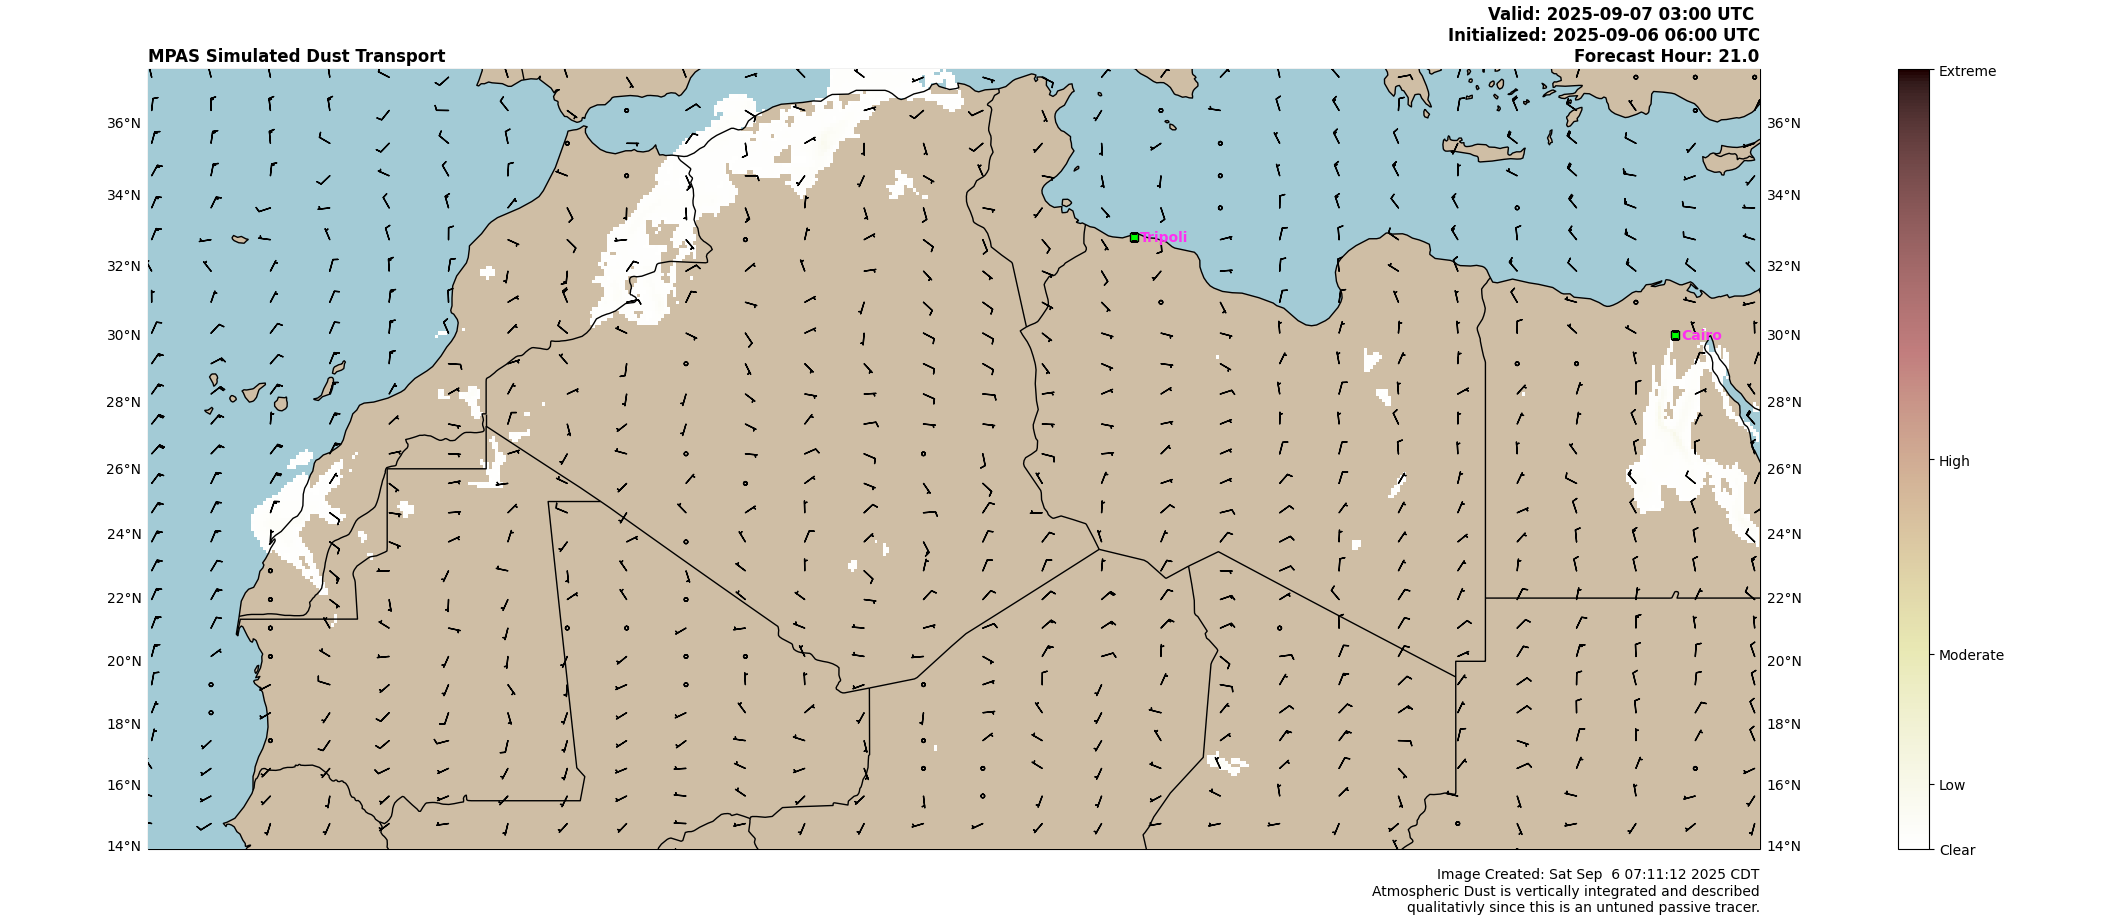 Valid: 2025-09-07 03:00 UTC
Initialized: 2025-09-06 06:00 UTC
MPAS Simulated Dust Transport
Forecast Hour: 21.0
36°N
34°N
32°N
30°N
28°N
26°N
24°N
22°N
20°N
18°N
16°N
14°N
Tripoli
Cairo
36°N
34°N
32°N
30°N
28°N
26°N
24°N
22°N
20°N
18°N
16°N
14°N
Extreme
High
Moderate
Low
Clear
Image Created: Sat Sep  6 07:11:12 2025 CDT
Atmospheric Dust is vertically integrated and described
qualitativly since this is an untuned passive tracer.